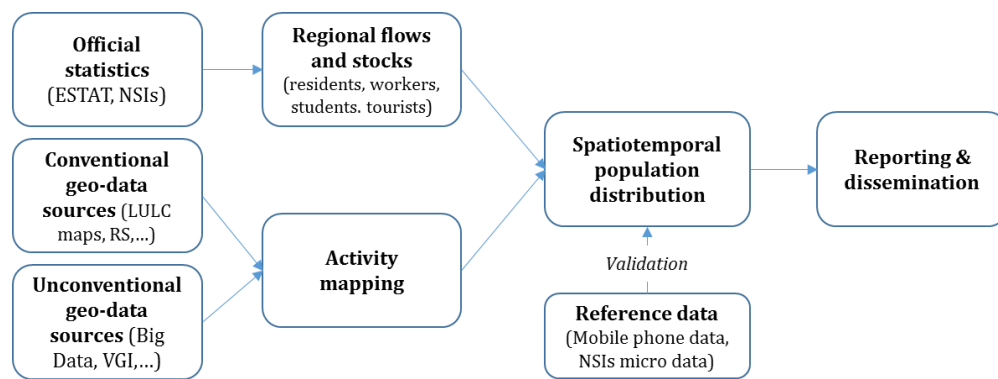 Official
statistics
(ESTAT, NSIs)
Regional flows
and stocks
(residents, workers,
students. tourists)
Conventional
geo-data
sources (LULC
maps, RS,...)
Unconventional
geo-data
sources (Big
Data, VGI,...)
Activity
mapping
Spatiotemporal
population
distribution
Reporting &
dissemination
Validation
Reference data
(Mobile phone data,
NSIs micro data)